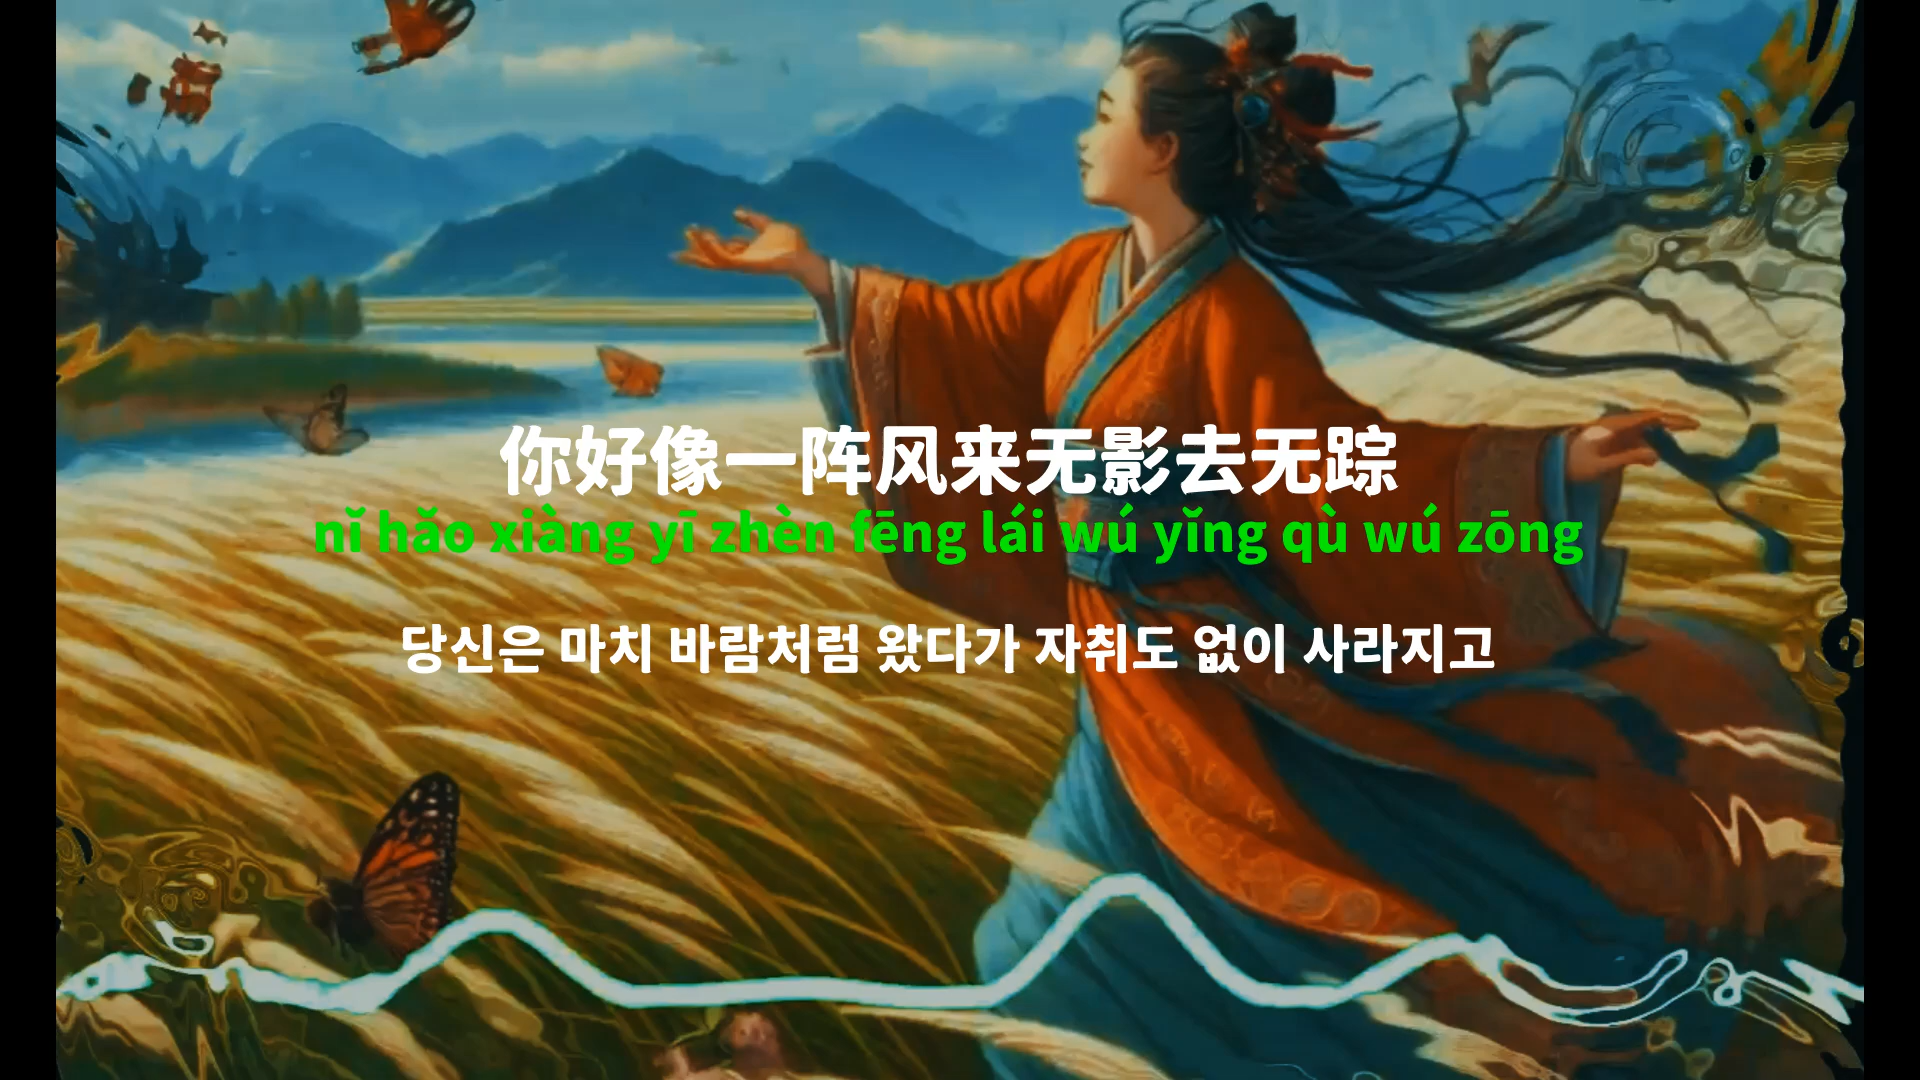 你好像一阵风来无影去无踪
nǐ hǎo xiàng yī zhèn fēng lái wú yǐng qù wú zōng
당신은 마치 바람처럼 왔다가 자취도 없이 사라지고